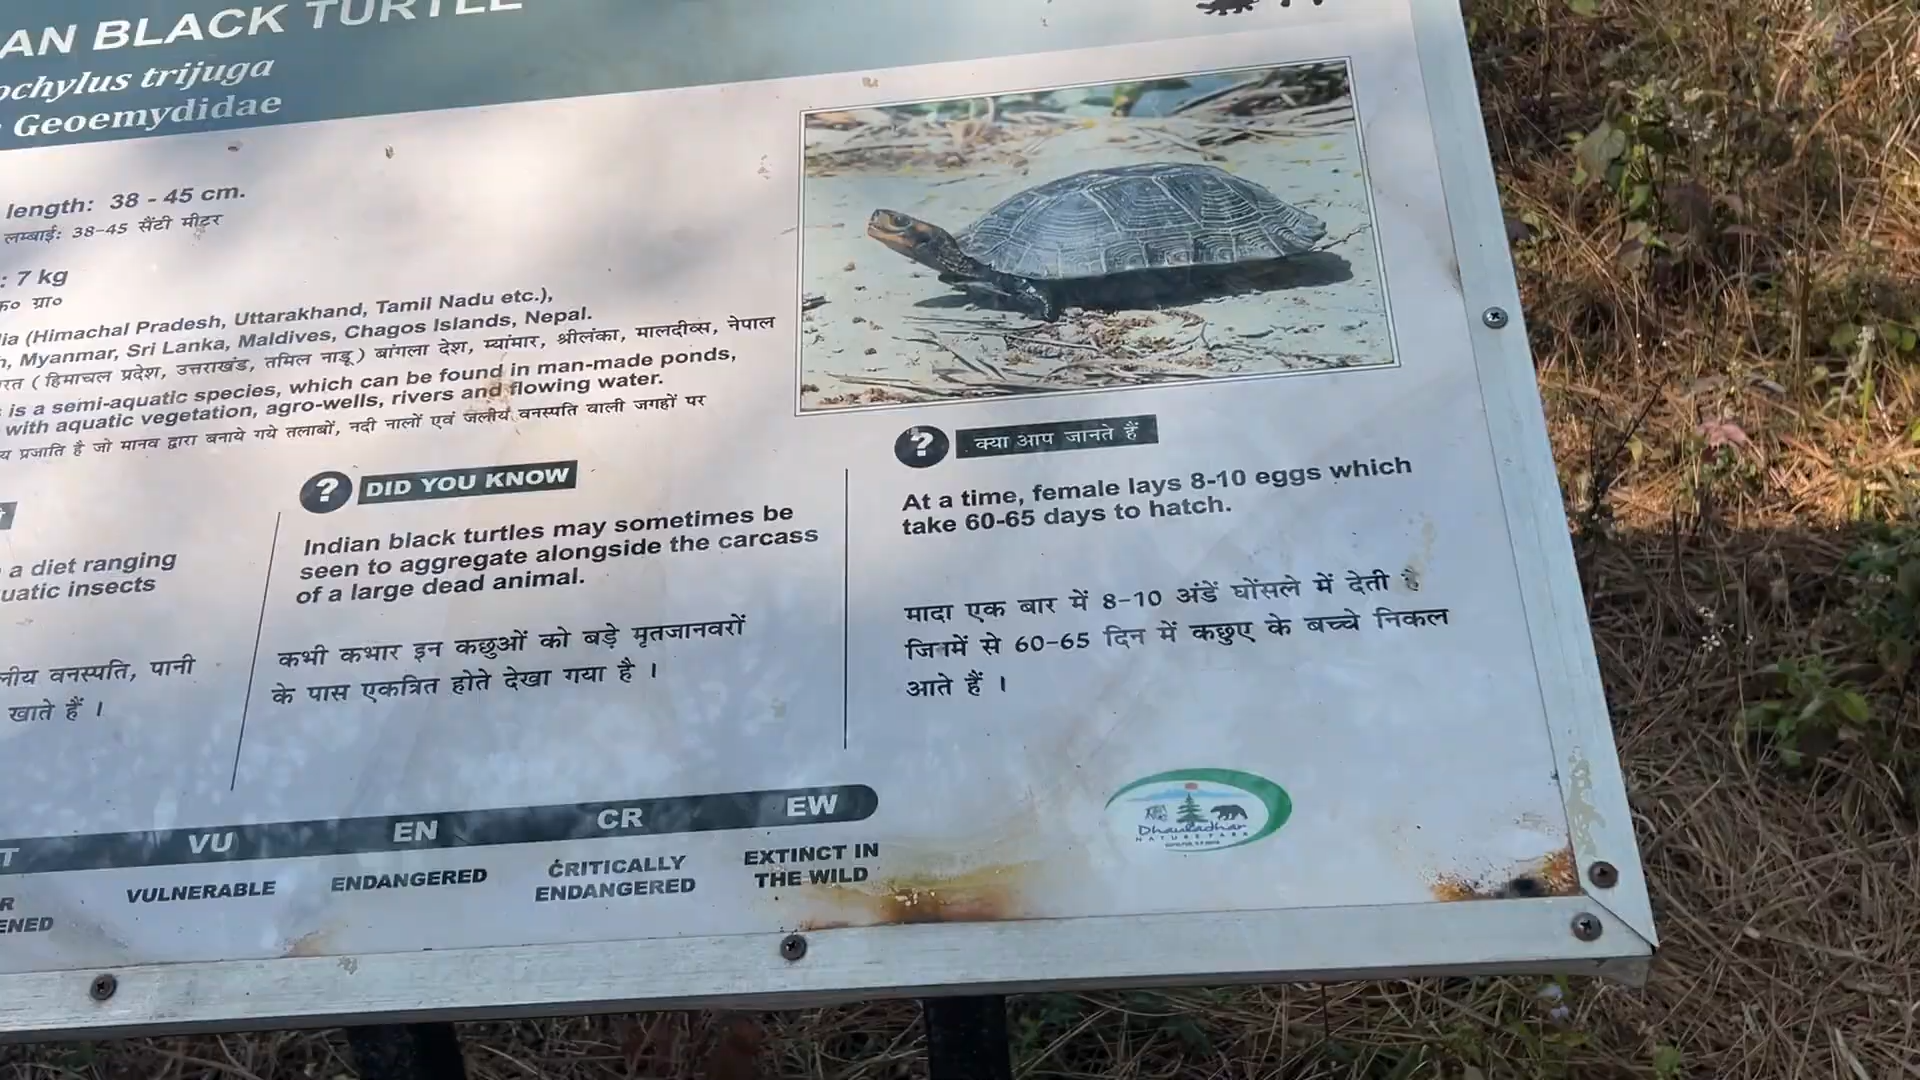 AN BLACK TURTLE
ochylus trijuga
: Geoemydidae
length: 38 - 45 cm.
लम्बाई: 38-45 सैंटी मीटर
: 7 kg
ग्रा०
(Himachal Pradesh, Uttarakhand, Tamil Nadu etc.),
Myanmar, Sri Lanka, Maldives, Chagos Islands, Nepal.
(हिमाचल प्रदेश, उत्तराखंड, तमिल नाडू) बांगला देश, म्यांमार, श्रीलंका, मालदीव्स, नेपाल
is a semi-aquatic species, which can be found in man-made ponds,
with aquatic vegetation, agro-wells, rivers and flowing water.
प्रजाति है जो मानव द्वारा बनाये गये तलाबों, नदी नालों एवं जलीय वनस्पति वाली जगहों पर
a diet ranging
uatic insects
वनस्पति, पानी
खाते हैं ।
? DID YOU KNOW
Indian black turtles may sometimes be
seen to aggregate alongside the carcass
of a large dead animal.
कभी कभार इन कछुओं को बड़े मृतजानवरों
के पास एकत्रित होते देखा गया है ।
? क्या आप जानते हैं
At a time, female lays 8-10 eggs which
take 60-65 days to hatch.
मादा एक बार में 8-10 अंडें घोंसले में देती है
जिनमें से 60-65 दिन में कछुए के बच्चे निकल
आते हैं ।
T VU EN CR EW
R
ENED
VULNERABLE
ENDANGERED
CRITICALLY
ENDANGERED
EXTINCT IN
THE WILD
Dhauladhar
NATURE PARK